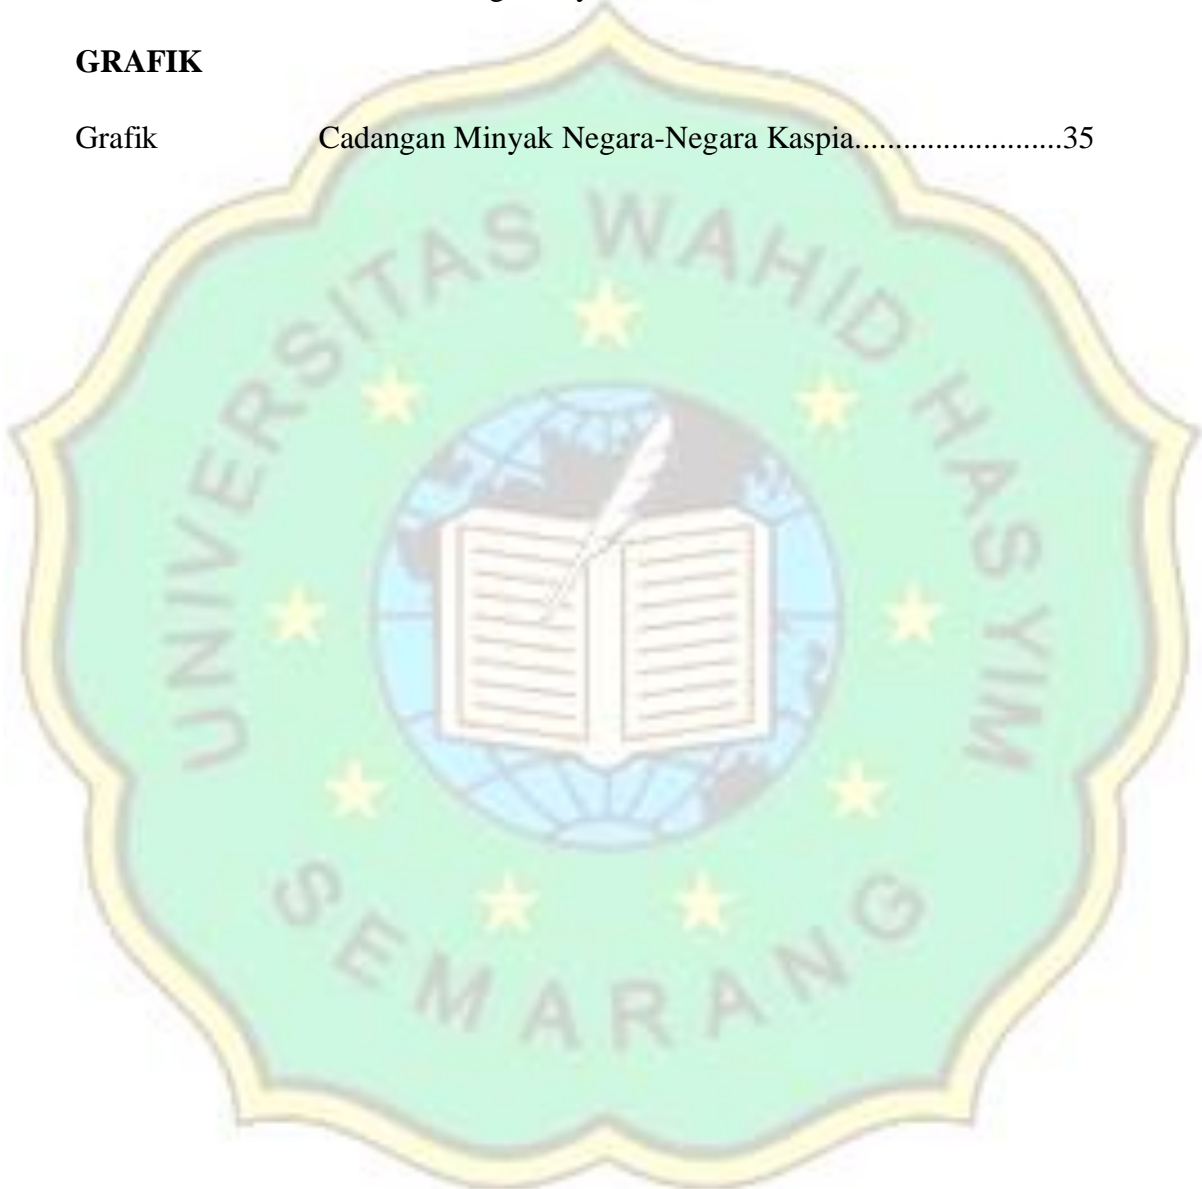 GRAFIK
Grafik Cadangan Minyak Negara-Negara Kaspia.........................35
UNIVERSITAS WAHID HASYIM
SEMARANG